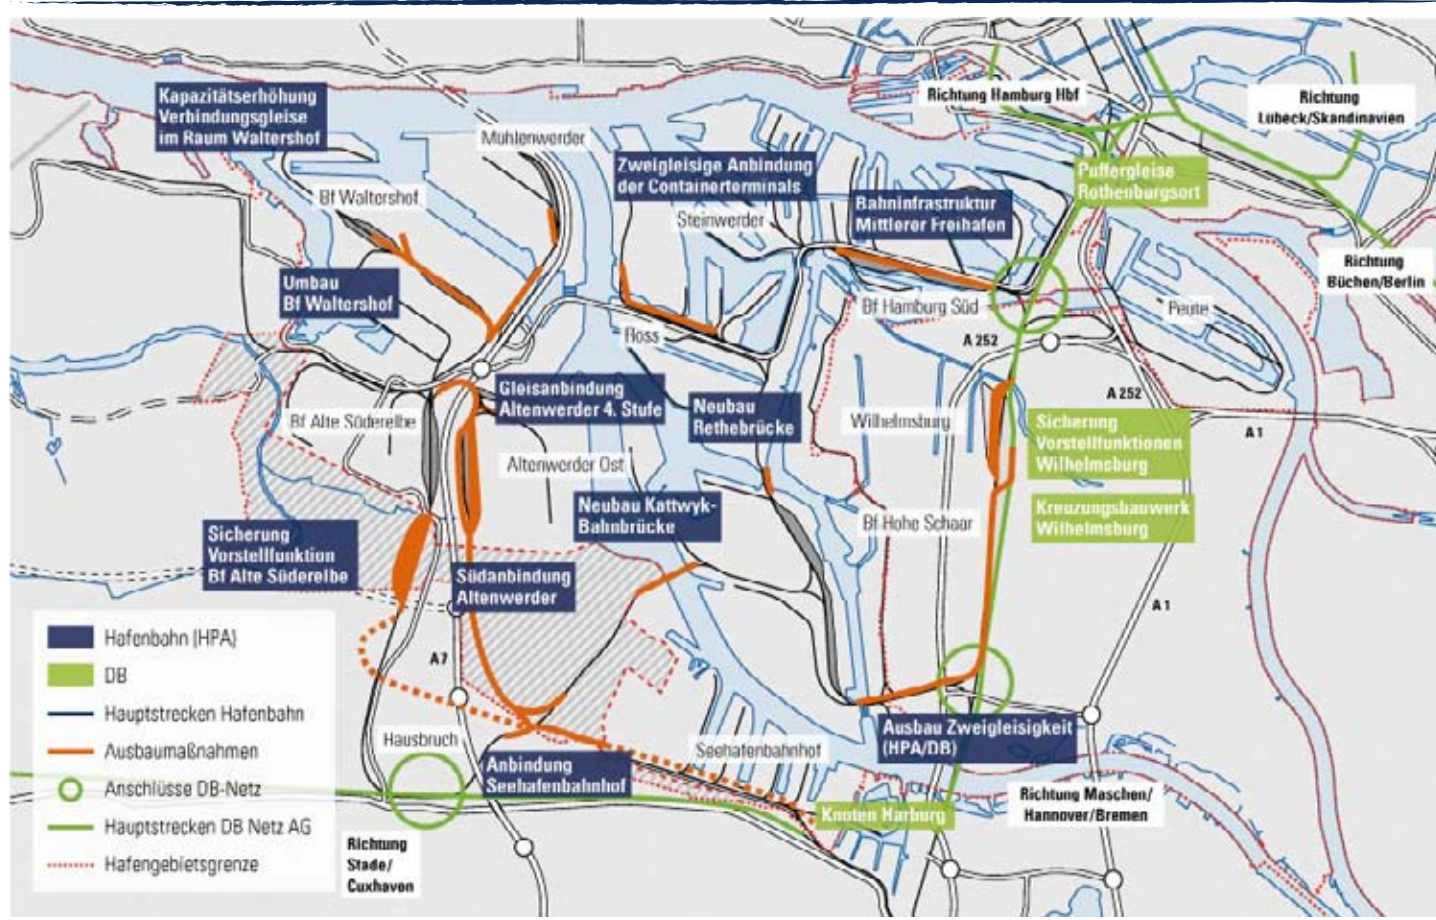 Kapazitätserhöhung
Verbindungsgleise
im Raum Waltershof
Mühlenwerder
Bf Waltershof
Zweigleisige Anbindung
der Containerterminals
Steinwerder
Bahninfrastruktur
Mittlerer Freihafen
Richtung Hamburg Hbf
Richtung
Lübeck/Skandinavien
Puffergleise
Rothenburgsort
Richtung
Büchen/Berlin
Umbau
Bf Waltershof
Bf Hamburg Süd
Peute
Ross
A 252
Gleisanbindung
Altenwerder 4. Stufe
Neubau
Rethebrücke
A 252
Bf Alte Süderelbe
Wilhelmsburg
Sicherung
Vorstellfunktionen
Wilhelmsburg
A 1
Altenwerder Ost
Neubau Kattwyk-
Bahnbrücke
Bf Hohe Schaar
Kreuzungsbauwerk
Wilhelmsburg
Sicherung
Vorstellfunktion
Bf Alte Süderelbe
Südanbindung
Altenwerder
A 1
A 7
Hafenbahn (HPA)
DB
Hauptstrecken Hafenbahn
Ausbaumaßnahmen
Anschlüsse DB-Netz
Hauptstrecken DB Netz AG
Hafengebietsgrenze
Hausbruch
Anbindung
Seehafenbahnhof
Seehafenbahnhof
Ausbau Zweigleisigkeit
(HPA/DB)
Knoten Harburg
Richtung Maschen/
Hannover/Bremen
Richtung
Stade/
Cuxhaven